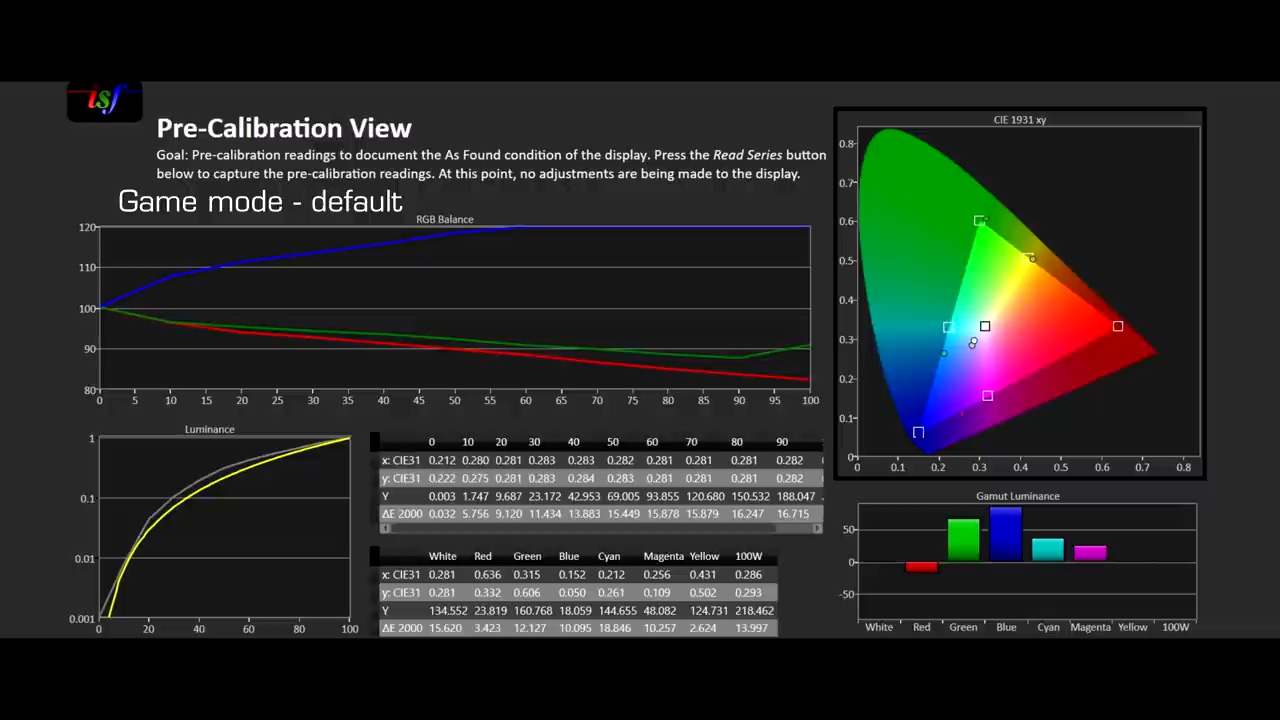 isf
Pre-Calibration View
Goal: Pre-calibration readings to document the As Found condition of the display. Press the Read Series button
below to capture the pre-calibration readings. At this point, no adjustments are being made to the display.
Game mode - default
RGB Balance
120
110
100
90
80
0 5 10 15 20 25 30 35 40 45 50 55 60 65 70 75 80 85 90 95 100
CIE 1931 xy
0.8
0.7
0.6
0.5
0.4
0.3
0.2
0.1
0
0 0.1 0.2 0.3 0.4 0.5 0.6 0.7 0.8
Luminance
1
0.1
0.01
0.001
0 20 40 60 80 100
0 10 20 30 40 50 60 70 80 90
x: CIE31 0.212 0.280 0.281 0.283 0.283 0.282 0.281 0.281 0.281 0.282
y: CIE31 0.222 0.275 0.281 0.283 0.284 0.283 0.281 0.281 0.281 0.282
Y 0.003 1.747 9.687 23.172 42.953 69.005 93.855 120.680 150.532 188.047
ΔE 2000 0.032 5.756 9.120 11.434 13.883 15.449 15.878 15.879 16.247 16.715
White Red Green Blue Cyan Magenta Yellow 100W
x: CIE31 0.281 0.636 0.315 0.152 0.212 0.256 0.431 0.286
y: CIE31 0.281 0.332 0.606 0.050 0.261 0.109 0.502 0.293
Y 134.552 23.819 160.768 18.059 144.655 48.082 124.731 218.462
ΔE 2000 15.620 3.423 12.127 10.095 18.846 10.257 2.624 13.997
Gamut Luminance
50
0
-50
White Red Green Blue Cyan Magenta Yellow 100W